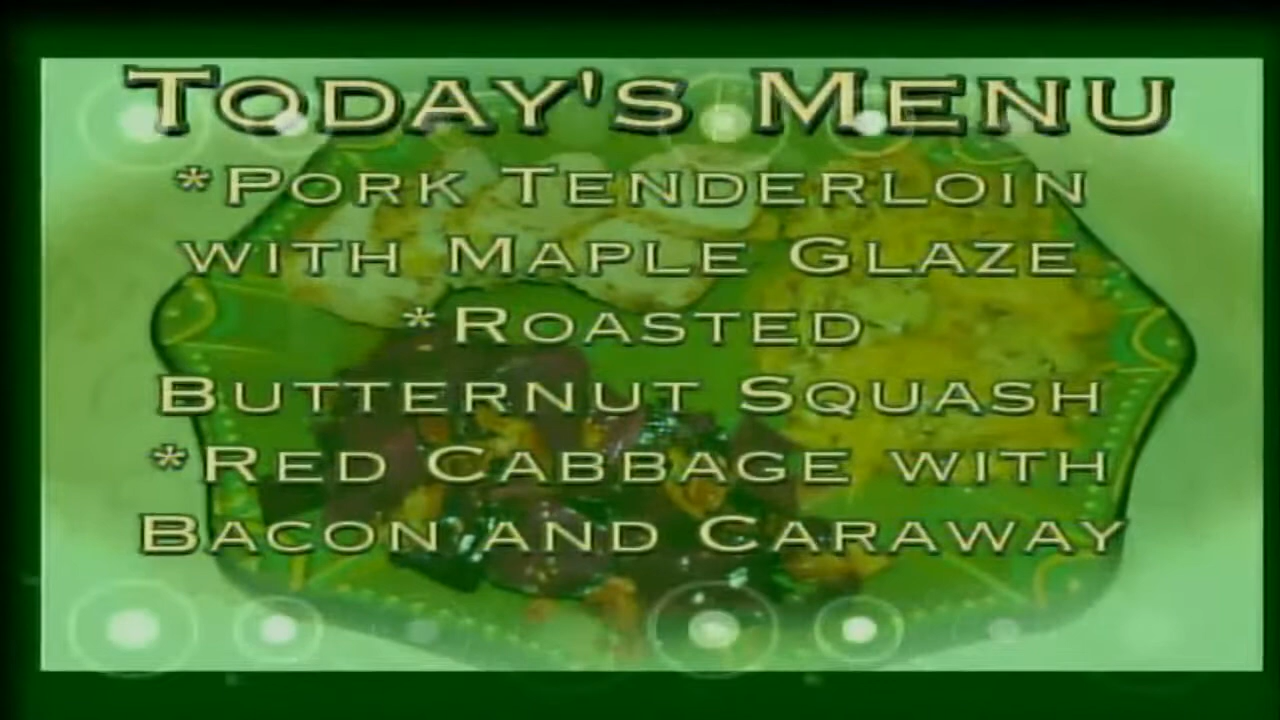 Today's Menu
*Pork Tenderloin
with Maple Glaze
*Roasted
Butternut Squash
*Red Cabbage with
Bacon and Caraway